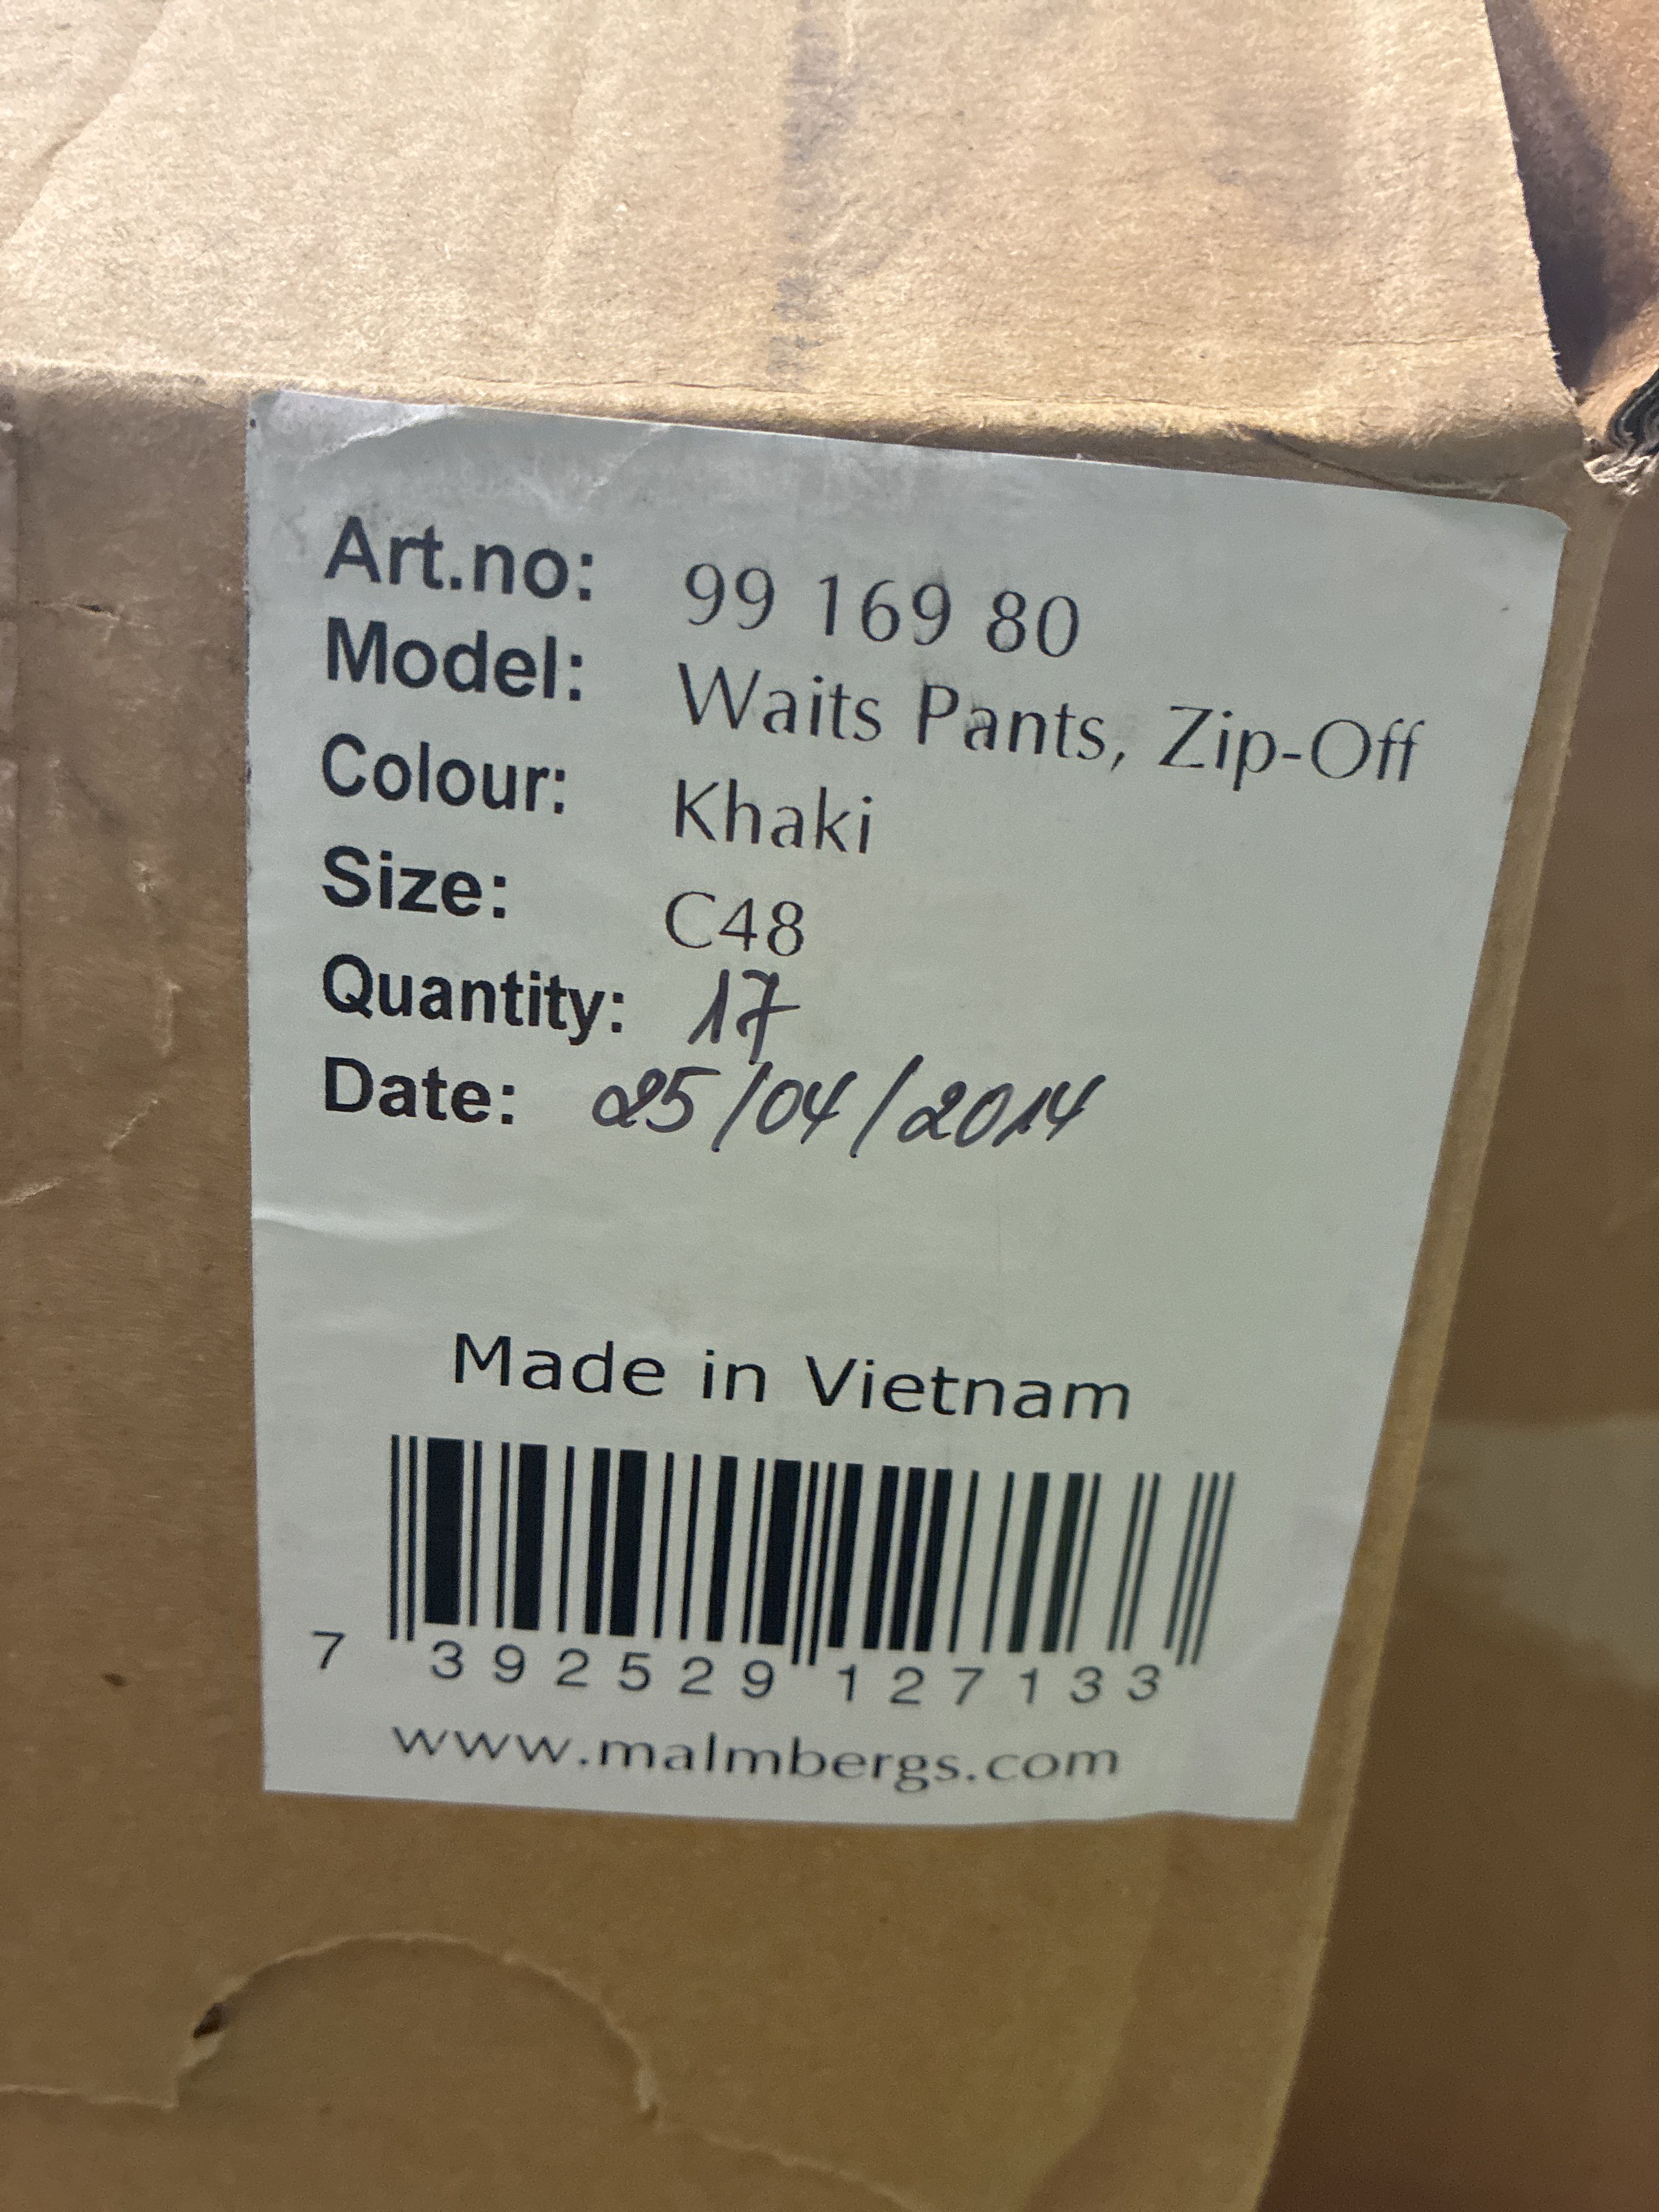 Art.no: 99 169 80
Model: Waits Pants, Zip-Off
Colour: Khaki
Size: C48
Quantity: 17
Date: 25/04/2014
Made in Vietnam
7 392529 127133
www.malmbergs.com